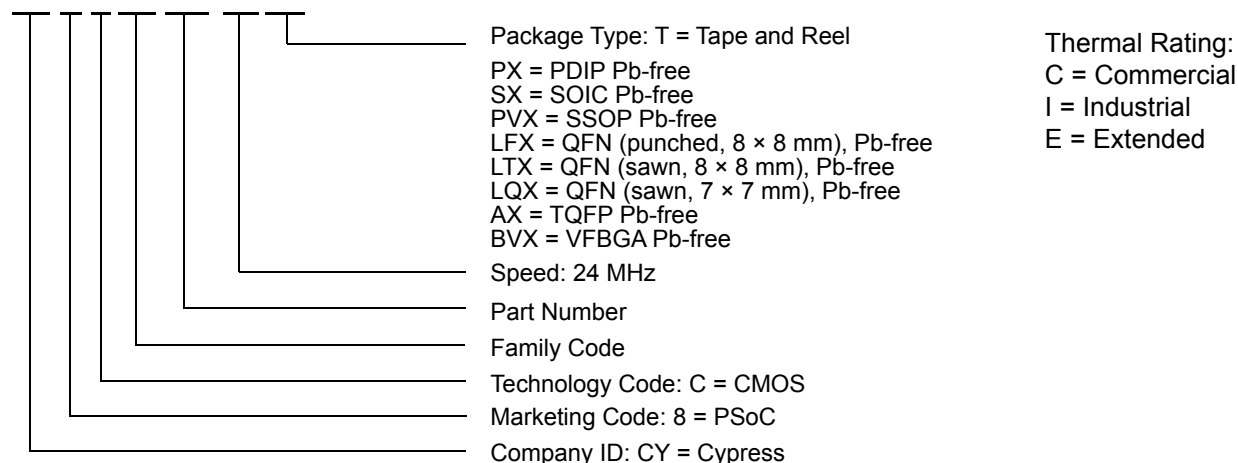 Package Type: T = Tape and Reel
PX = PDIP Pb-free
SX = SOIC Pb-free
PVX = SSOP Pb-free
LFX = QFN (punched, 8 × 8 mm), Pb-free
LTX = QFN (sawn, 8 × 8 mm), Pb-free
LQX = QFN (sawn, 7 × 7 mm), Pb-free
AX = TQFP Pb-free
BVX = VFBGA Pb-free
Speed: 24 MHz
Part Number
Family Code
Technology Code: C = CMOS
Marketing Code: 8 = PSoC
Company ID: CY = Cypress
Thermal Rating:
C = Commercial
I = Industrial
E = Extended